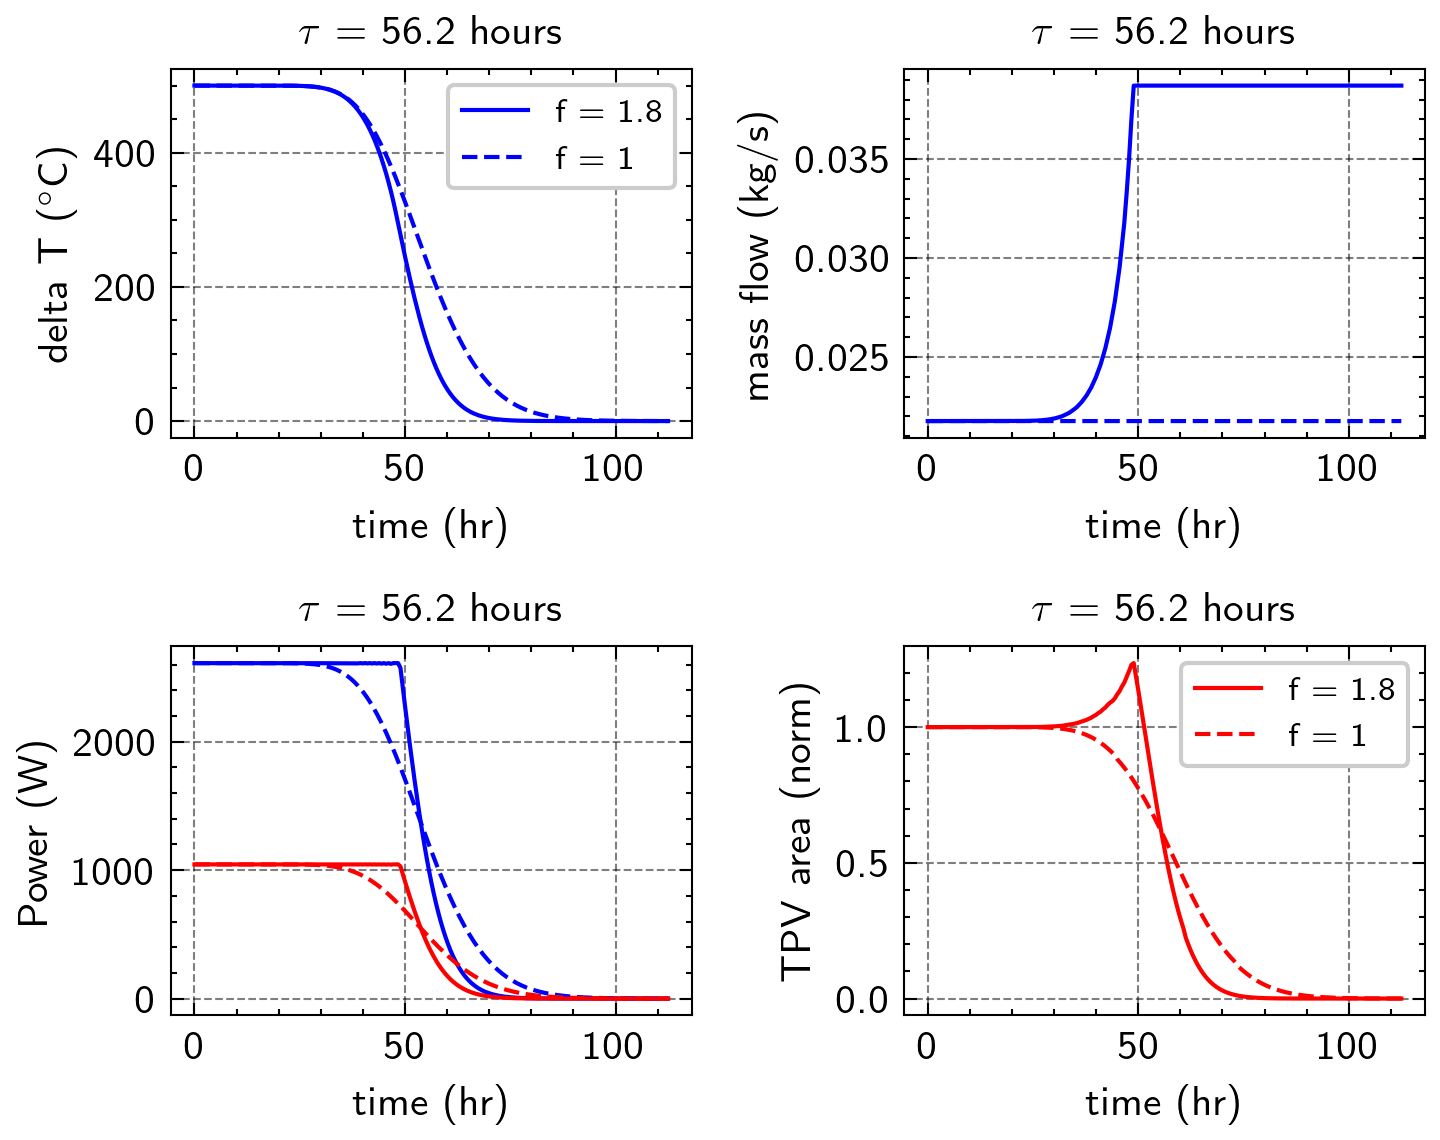 τ = 56.2 hours
delta T (°C)
400
200
0
f = 1.8
f = 1
0 50 100
time (hr)
τ = 56.2 hours
mass flow (kg/s)
0.035
0.030
0.025
0 50 100
time (hr)
τ = 56.2 hours
Power (W)
2000
1000
0
0 50 100
time (hr)
τ = 56.2 hours
TPV area (norm)
1.0
0.5
0.0
f = 1.8
f = 1
0 50 100
time (hr)